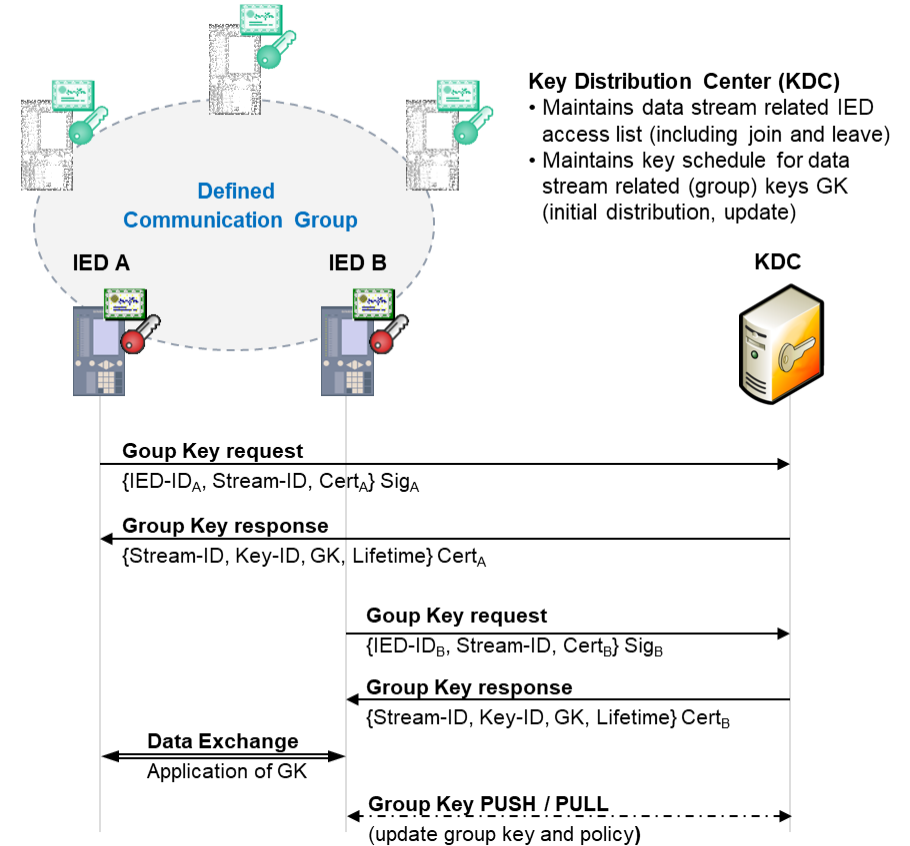 Key Distribution Center (KDC)
• Maintains data stream related IED
access list (including join and leave)
• Maintains key schedule for data
stream related (group) keys GK
(initial distribution, update)
Defined
Communication Group
IED A
IED B
KDC
Goup Key request
{IED-IDA, Stream-ID, CertA} SigA
Group Key response
{Stream-ID, Key-ID, GK, Lifetime} CertA
Goup Key request
{IED-IDB, Stream-ID, CertB} SigB
Group Key response
{Stream-ID, Key-ID, GK, Lifetime} CertB
Data Exchange
Application of GK
Group Key PUSH / PULL
(update group key and policy)